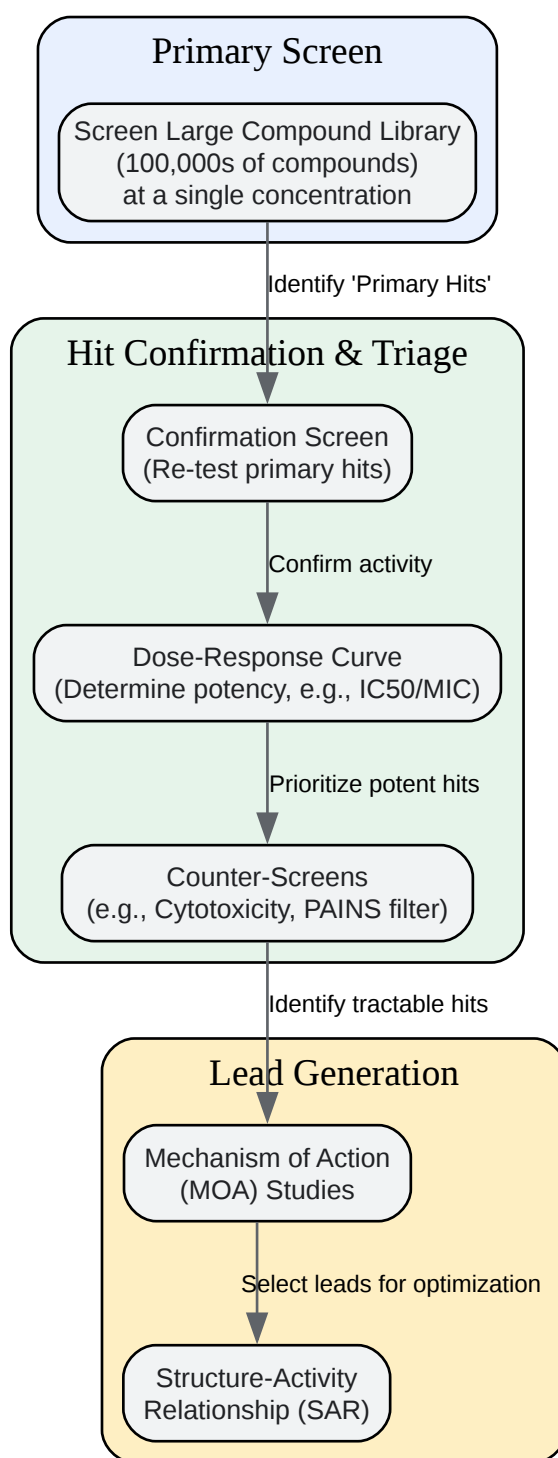 Primary Screen
Screen Large Compound Library
(100,000s of compounds)
at a single concentration
Identify 'Primary Hits'
Hit Confirmation & Triage
Confirmation Screen
(Re-test primary hits)
Confirm activity
Dose-Response Curve
(Determine potency, e.g., IC50/MIC)
Prioritize potent hits
Counter-Screens
(e.g., Cytotoxicity, PAINS filter)
Identify tractable hits
Lead Generation
Mechanism of Action
(MOA) Studies
Select leads for optimization
Structure-Activity
Relationship (SAR)